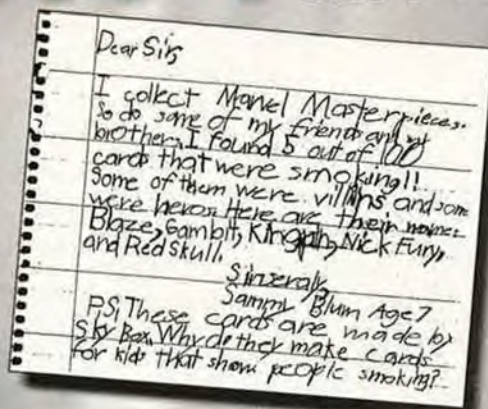 Dear Sir,
I collect Marvel Masterpieces.
So do some of my friends and my
brother. I found 5 out of 100
cards that were smoking!!
Some of them were villins and some
were heros. Here are their names
Blaze, Gambit, Kingpin, Nick Fury,
and Red Skull.
Sinseraly,
Sammy Blum Age 7
P.S. These cards are made by
Sky Box. Why do they make cards
for kids that show people smoking?